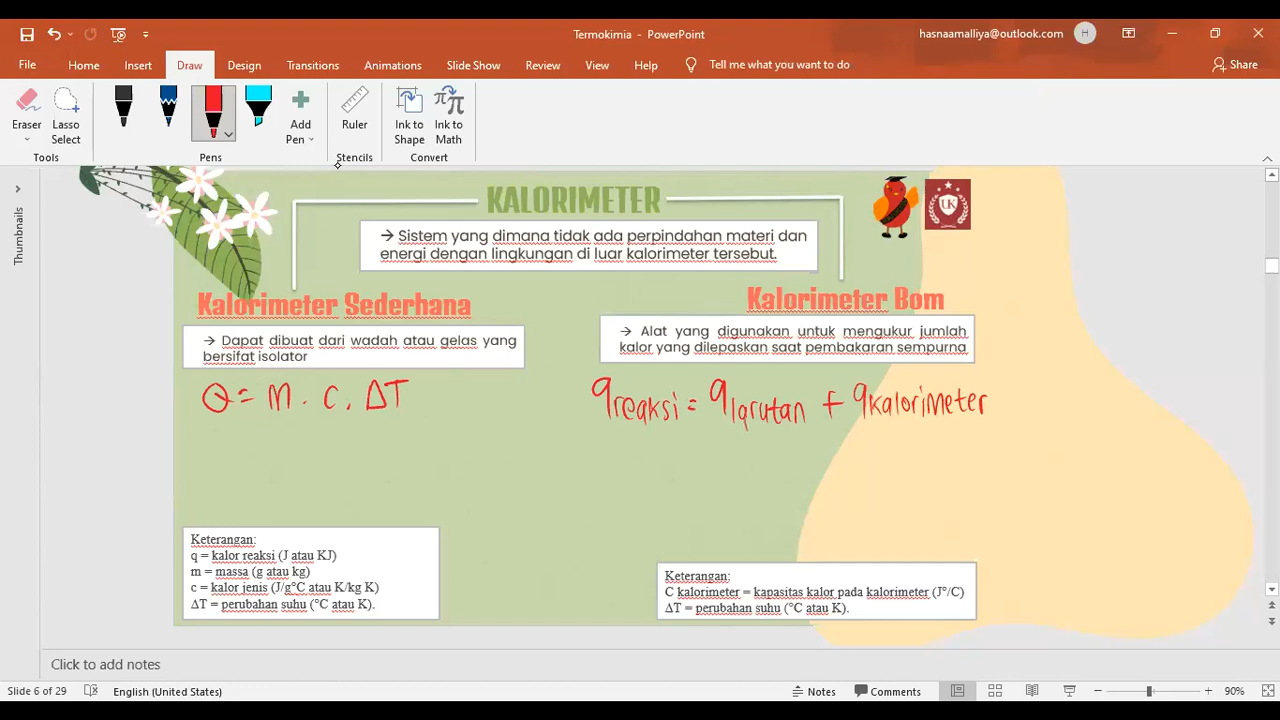 Termokimia - PowerPoint
hasnaamalliya@outlook.com
H
File
Home
Insert
Draw
Design
Transitions
Animations
Slide Show
Review
View
Help
Tell me what you want to do
Share
Eraser
Lasso
Select
Add
Pen
Ruler
Ink to
Shape
Ink to
Math
Tools
Pens
Stencils
Convert
Thumbnails
KALORIMETER
UK
→ Sistem yang dimana tidak ada perpindahan materi dan
energi dengan lingkungan di luar kalorimeter tersebut.
Kalorimeter Sederhana
→ Dapat dibuat dari wadah atau gelas yang
bersifat isolator
Q = m . c . ΔT
Keterangan:
q = kalor reaksi (J atau KJ)
m = massa (g atau kg)
c = kalor jenis (J/g°C atau K/kg K)
ΔT = perubahan suhu (°C atau K).
Kalorimeter Bom
→ Alat yang digunakan untuk mengukur jumlah
kalor yang dilepaskan saat pembakaran sempurna
qreaksi = qlarutan + qkalorimeter
Keterangan:
C kalorimeter = kapasitas kalor pada kalorimeter (J°/C)
ΔT = perubahan suhu (°C atau K).
Click to add notes
Slide 6 of 29
English (United States)
Notes
Comments
90%